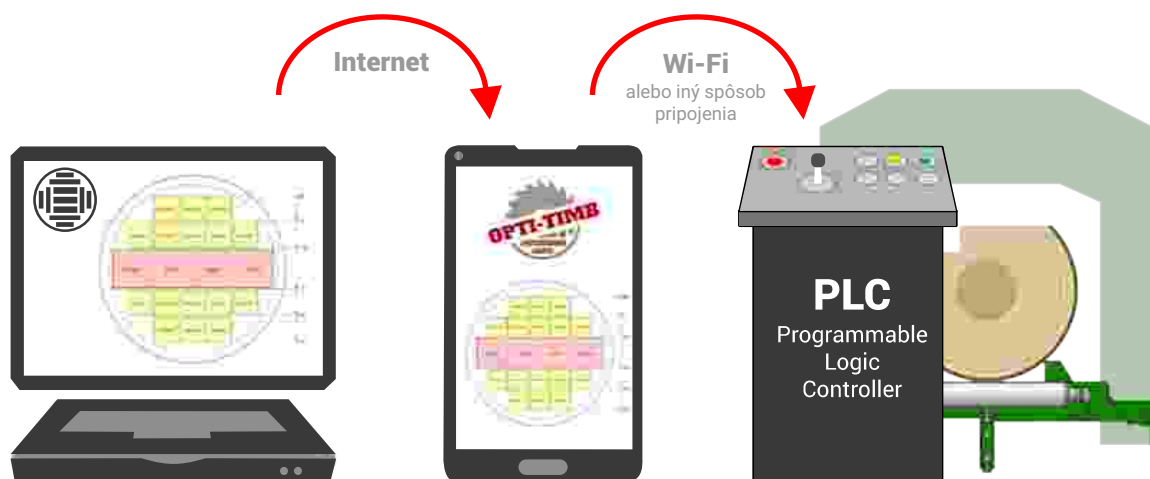 Internet
Wi-Fi
alebo iný spôsob
pripojenia
OPTI-TIMB
PLC
Programmable
Logic
Controller